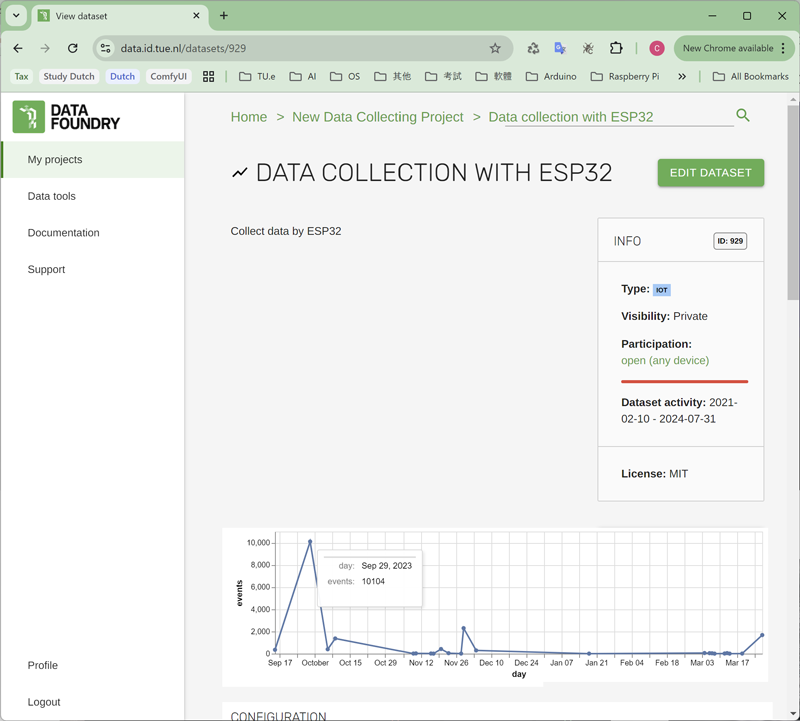 View dataset
data.id.tue.nl/datasets/929
C
New Chrome available
Tax
Study Dutch
Dutch
ComfyUI
TU.e
AI
OS
其他
考試
軟體
Arduino
Raspberry Pi
All Bookmarks
DATA
FOUNDRY
My projects
Data tools
Documentation
Support
Profile
Logout
Home > New Data Collecting Project > Data collection with ESP32
DATA COLLECTION WITH ESP32
EDIT DATASET
Collect data by ESP32
INFO
ID: 929
Type: IOT
Visibility: Private
Participation:
open (any device)
Dataset activity: 2021-
02-10 - 2024-07-31
License: MIT
events
10,000
8,000
6,000
4,000
2,000
0
day: Sep 29, 2023
events: 10104
Sep 17 October Oct 15 Oct 29 Nov 12 Nov 26 Dec 10 Dec 24 Jan 07 Jan 21 Feb 04 Feb 18 Mar 03 Mar 17
day
CONFIGURATION